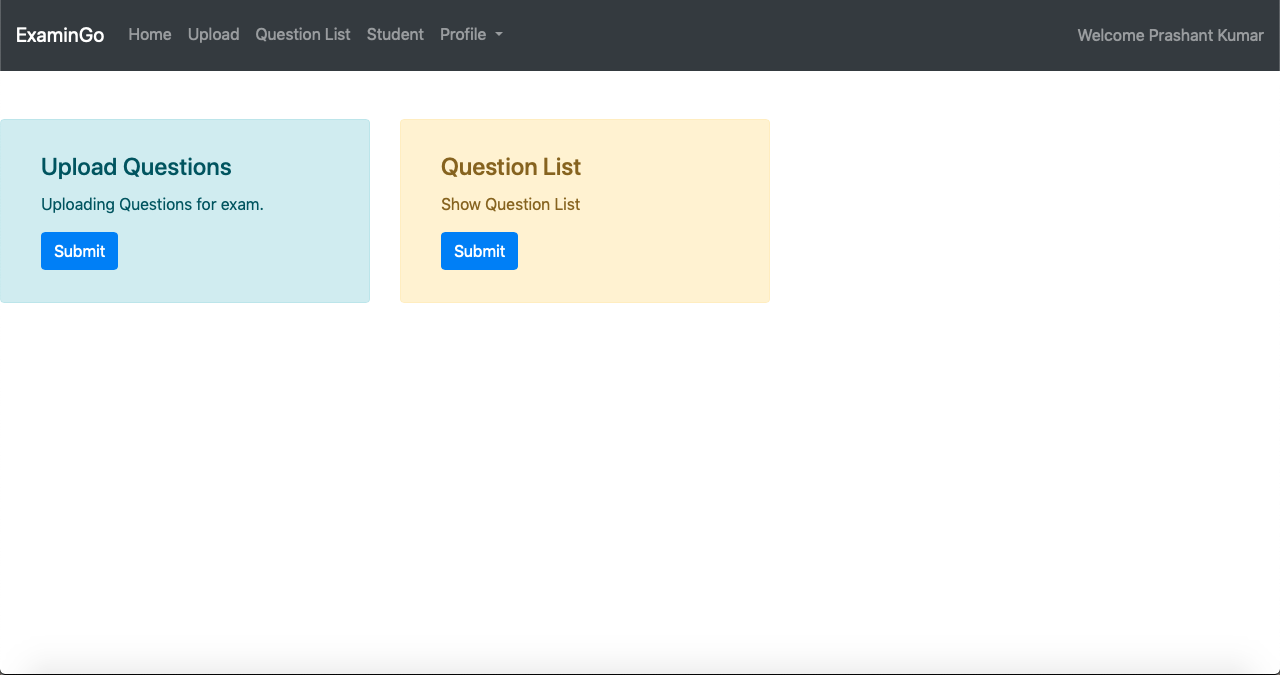 ExaminGo Home Upload Question List Student Profile Welcome Prashant Kumar
Upload Questions
Uploading Questions for exam.
Submit
Question List
Show Question List
Submit